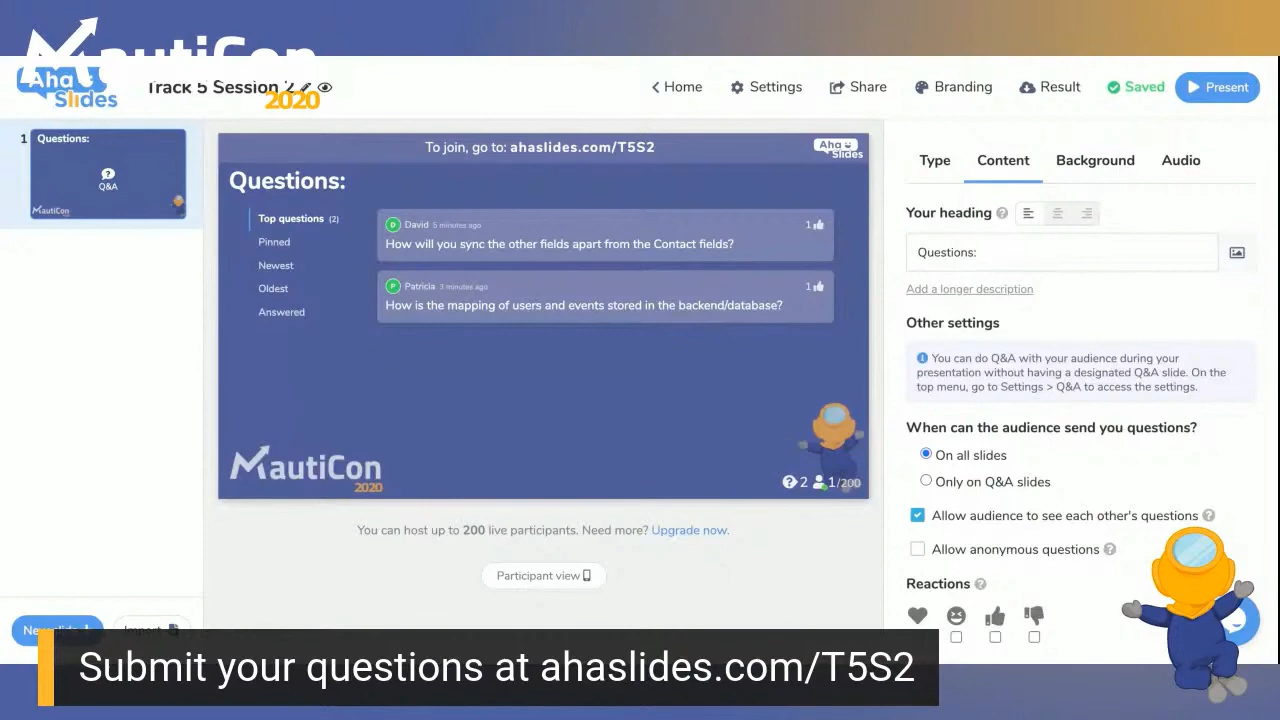 MautiCon
2020
Aha Slides
Track 5 Session 2
Home
Settings
Share
Branding
Result
Saved
Present
1
Questions:
Q&A
MautiCon
To join, go to: ahaslides.com/T5S2
Aha Slides
Questions:
Top questions (2)
Pinned
Newest
Oldest
Answered
D David 5 minutes ago 1
How will you sync the other fields apart from the Contact fields?
P Patricia 3 minutes ago 1
How is the mapping of users and events stored in the backend/database?
MautiCon
2020
2 1/200
You can host up to 200 live participants. Need more? Upgrade now.
Participant view
Type Content Background Audio
Your heading
Questions:
Add a longer description
Other settings
You can do Q&A with your audience during your
presentation without having a designated Q&A slide. On the
top menu, go to Settings > Q&A to access the settings.
When can the audience send you questions?
On all slides
Only on Q&A slides
Allow audience to see each other's questions
Allow anonymous questions
Reactions
Submit your questions at ahaslides.com/T5S2